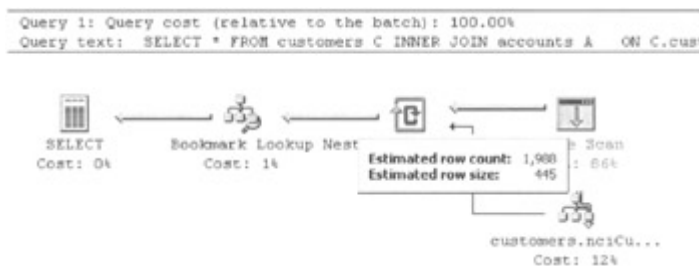 Query 1: Query cost (relative to the batch): 100.00%
Query text: SELECT * FROM customers C INNER JOIN accounts A ON C.cust
SELECT
Cost: 0%
Bookmark Lookup
Cost: 1%
Nest
Estimated row count: 1,988
Estimated row size: 445
e Scan
: 86%
customers.nciCu...
Cost: 12%